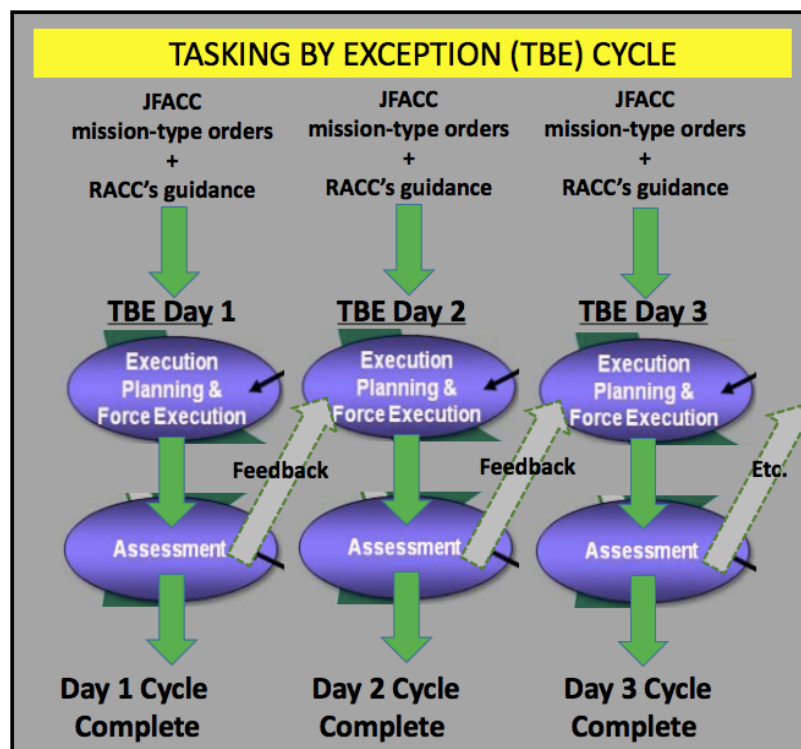 TASKING BY EXCEPTION (TBE) CYCLE
JFACC
mission-type orders
+
RACC's guidance
TBE Day 1
Execution
Planning &
Force Execution
Feedback
Assessment
Day 1 Cycle
Complete
JFACC
mission-type orders
+
RACC's guidance
TBE Day 2
Execution
Planning &
Force Execution
Feedback
Assessment
Day 2 Cycle
Complete
JFACC
mission-type orders
+
RACC's guidance
TBE Day 3
Execution
Planning &
Force Execution
Etc.
Assessment
Day 3 Cycle
Complete